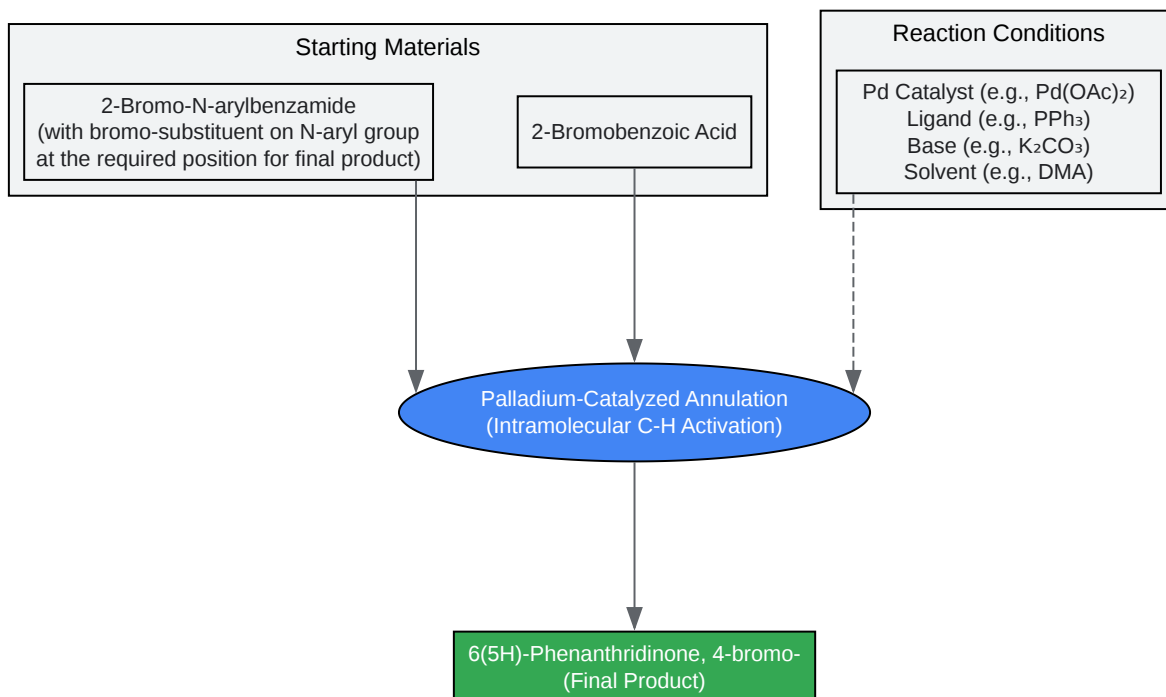 Starting Materials
2-Bromo-N-arylbenzamide
(with bromo-substituent on N-aryl group
at the required position for final product)
2-Bromobenzoic Acid
Reaction Conditions
Pd Catalyst (e.g., Pd(OAc)₂)
Ligand (e.g., PPh₃)
Base (e.g., K₂CO₃)
Solvent (e.g., DMA)
Palladium-Catalyzed Annulation
(Intramolecular C-H Activation)
6(5H)-Phenanthridinone, 4-bromo-
(Final Product)